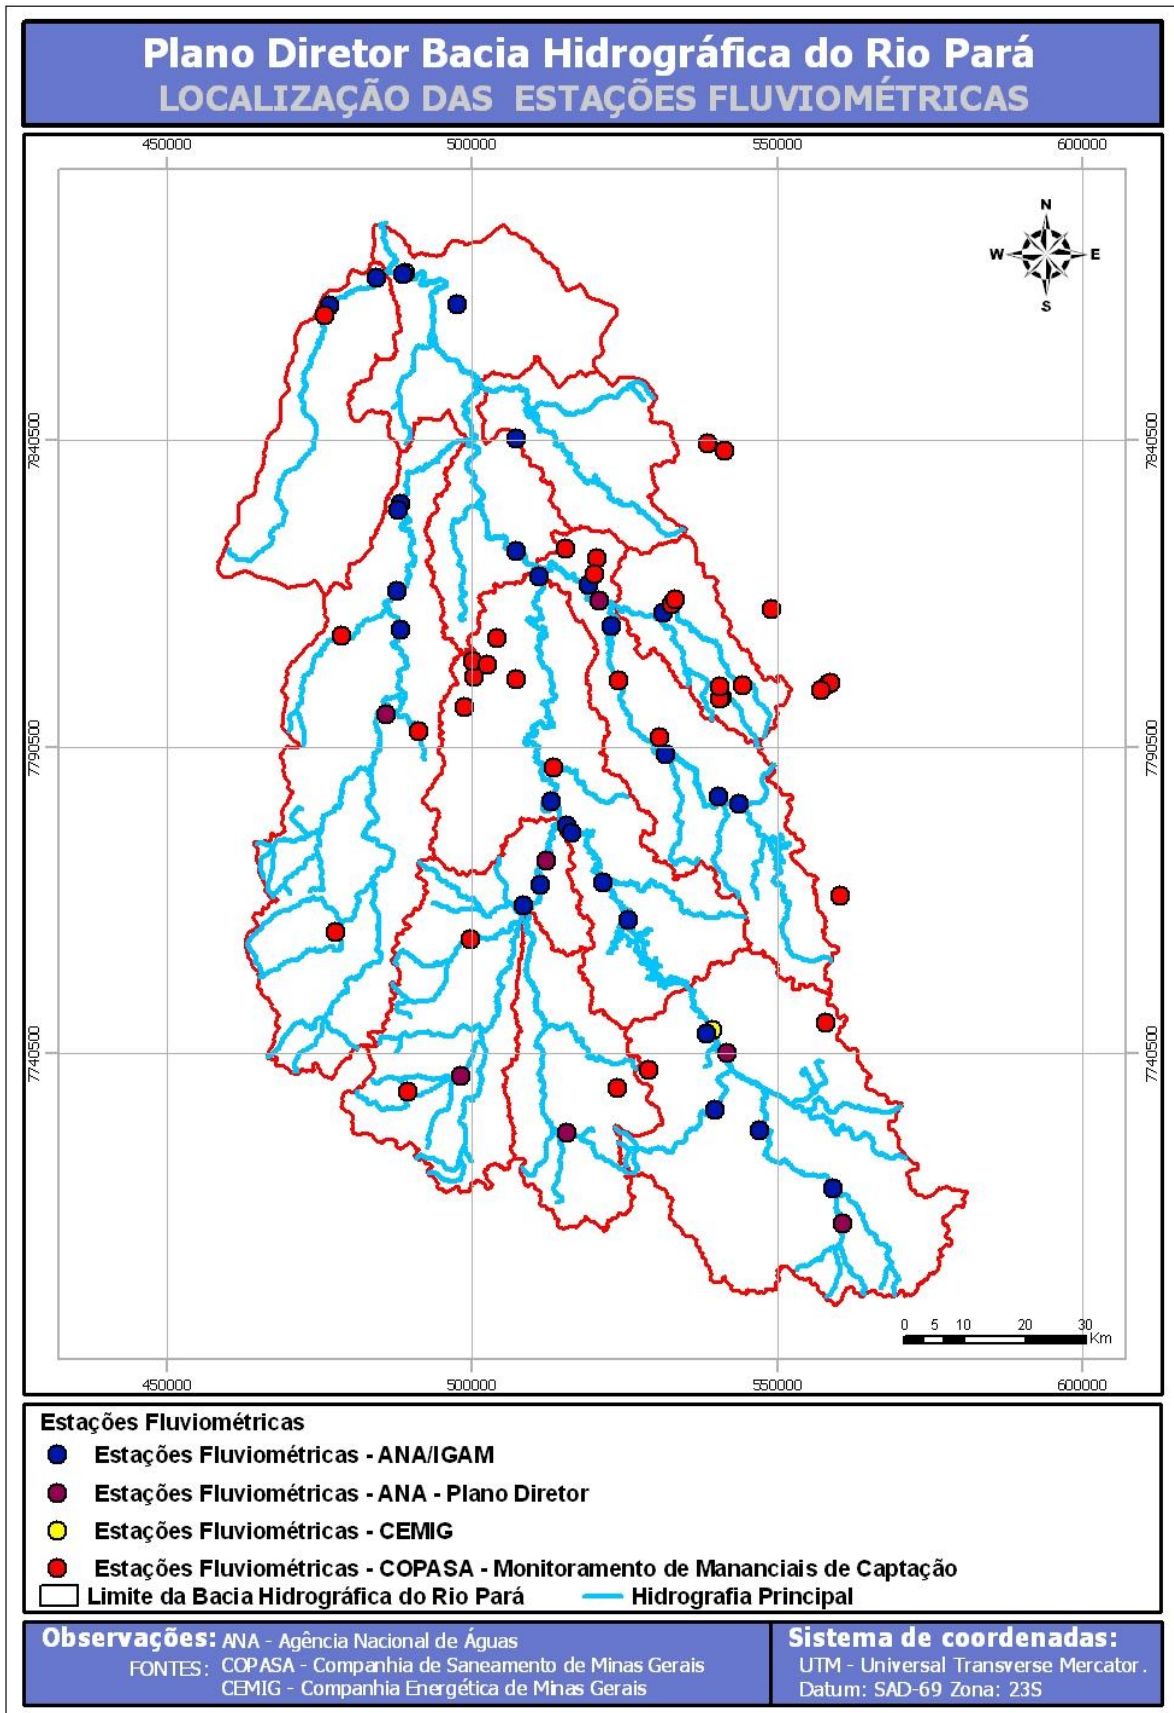 Plano Diretor Bacia Hidrográfica do Rio Pará
LOCALIZAÇÃO DAS ESTAÇÕES FLUVIOMÉTRICAS
450000 500000 550000 600000
N
W E
S
7840500 7840500
7790500 7790500
7740500 7740500
0 5 10 20 30
Km
450000 500000 550000 600000
Estações Fluviométricas
Estações Fluviométricas - ANA/IGAM
Estações Fluviométricas - ANA - Plano Diretor
Estações Fluviométricas - CEMIG
Estações Fluviométricas - COPASA - Monitoramento de Mananciais de Captação
Limite da Bacia Hidrográfica do Rio Pará Hidrografia Principal
Observações: ANA - Agência Nacional de Águas
FONTES: COPASA - Companhia de Saneamento de Minas Gerais
CEMIG - Companhia Energética de Minas Gerais
Sistema de coordenadas:
UTM - Universal Transverse Mercator.
Datum: SAD-69 Zona: 23S